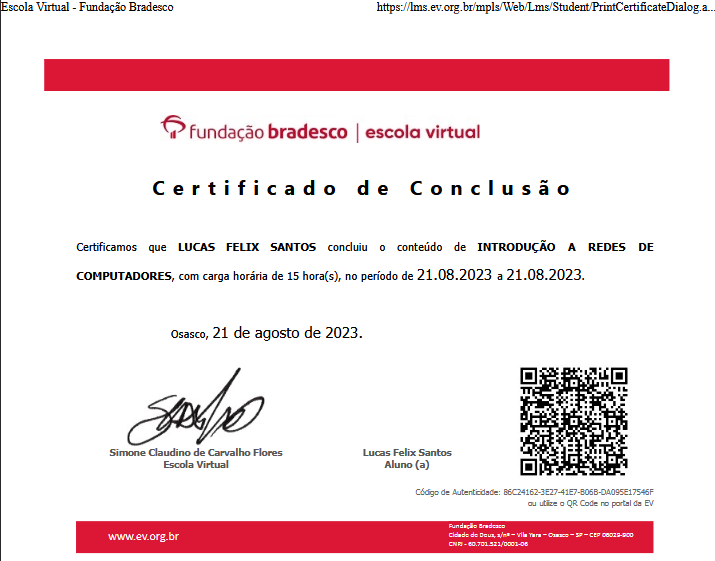 Escola Virtual - Fundação Bradesco
https://lms.ev.org.br/mpls/Web/Lms/Student/PrintCertificateDialog.a...
fundação bradesco | escola virtual
Certificado de Conclusão
Certificamos que LUCAS FELIX SANTOS concluiu o conteúdo de INTRODUÇÃO A REDES DE
COMPUTADORES, com carga horária de 15 hora(s), no período de 21.08.2023 a 21.08.2023.
Osasco, 21 de agosto de 2023.
Simone Claudino de Carvalho Flores
Escola Virtual
Lucas Felix Santos
Aluno (a)
Código de Autenticidade: 86C24162-3E27-41E7-B06B-DA095E17546F
ou utilize o QR Code no portal da EV
www.ev.org.br
Fundação Bradesco
Cidade de Deus, s/nº – Vila Yara – Osasco – SP – CEP 06029-900
CNPJ - 60.701.521/0001-06